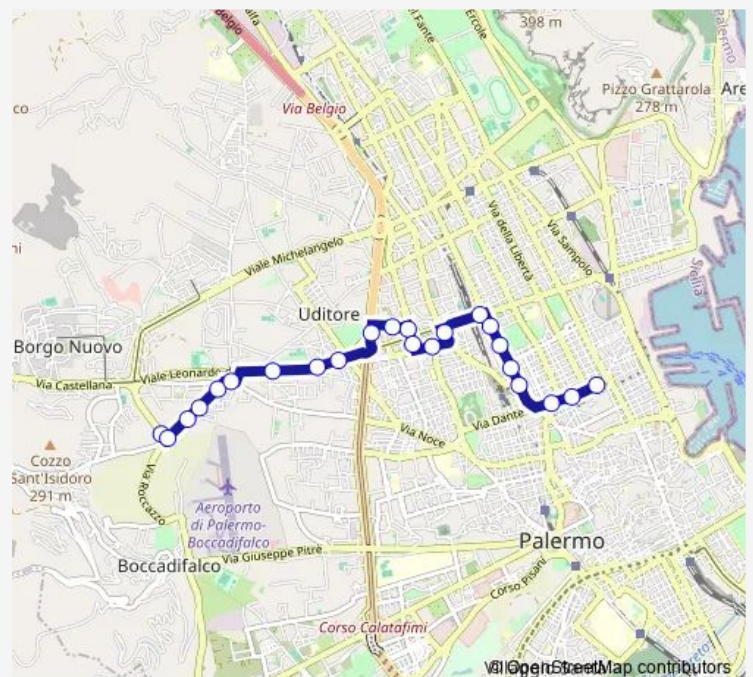 398 m
Pizzo Grattarola
278 m
Via Belgio
Palermo
Via della Libertà
Via Sampolo
Viale Michelangelo
Uditore
Borgo Nuovo
Via Castellana
Viale Leonardo
Via Noce
Via Dante
Cozzo
Sant'Isidoro
291 m
Via Roccazzo
Aeroporto
di Palermo-
Boccadifalco
Via Giuseppe Pitrè
Palermo
Boccadifalco
Corso Pisani
Corso Calatafimi
© OpenStreetMap contributors